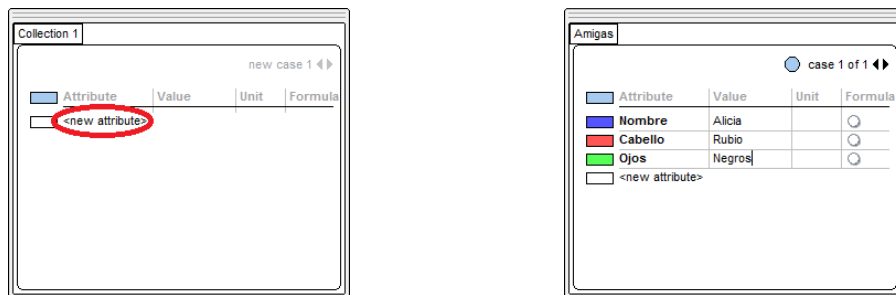 Collection 1
new case 1
Attribute Value Unit Formula
<new attribute>
Amigas
case 1 of 1
Attribute Value Unit Formula
Nombre Alicia
Cabello Rubio
Ojos Negros
<new attribute>